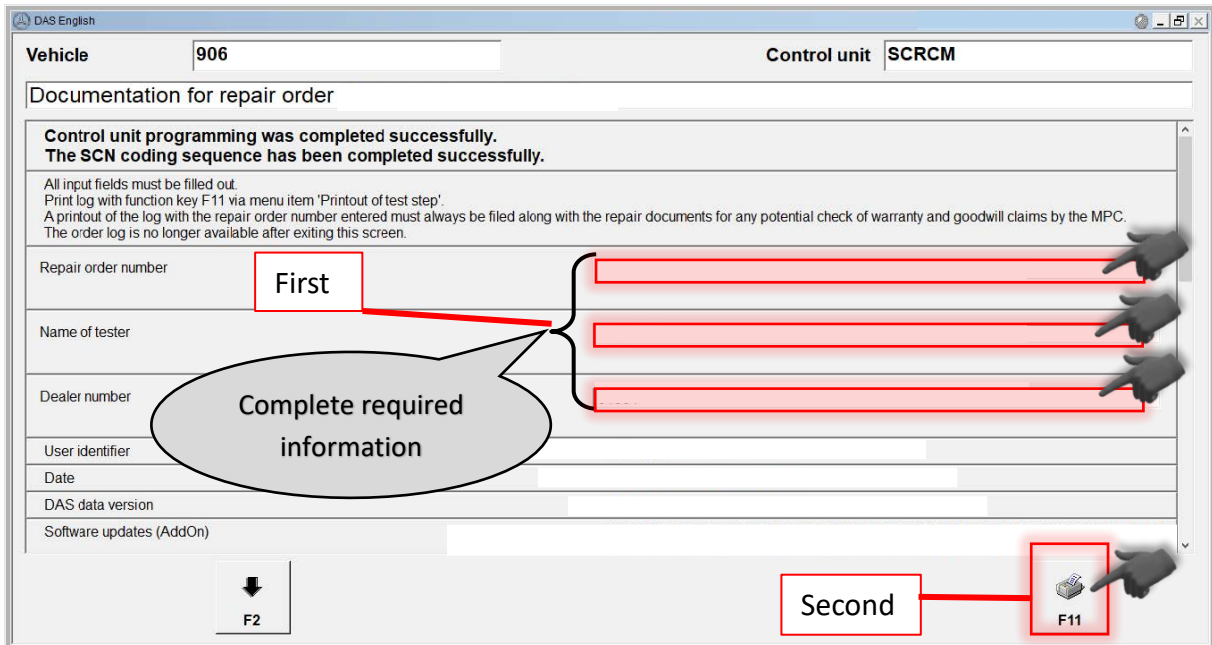 DAS English
Vehicle 906 Control unit SCRCM
Documentation for repair order
Control unit programming was completed successfully.
The SCN coding sequence has been completed successfully.
All input fields must be filled out.
Print log with function key F11 via menu item 'Printout of test step'.
A printout of the log with the repair order number entered must always be filed along with the repair documents for any potential check of warranty and goodwill claims by the MPC.
The order log is no longer available after exiting this screen.
Repair order number
First
Name of tester
Dealer number
Complete required
information
User identifier
Date
DAS data version
Software updates (AddOn)
Second
F2 F11